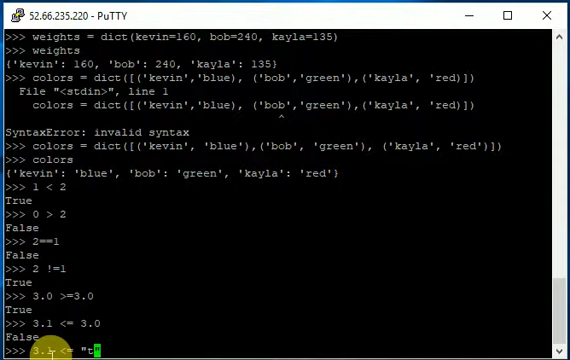 52.66.235.220 - PuTTY
>>> weights = dict(kevin=160, bob=240, kayla=135)
>>> weights
{'kevin': 160, 'bob': 240, 'kayla': 135}
>>> colors = dict([('kevin','blue), ('bob','green'),('kayla', 'red)])
  File "<stdin>", line 1
    colors = dict([('kevin','blue), ('bob','green'),('kayla', 'red)])
^
SyntaxError: invalid syntax
>>> colors = dict([('kevin', 'blue'),('bob', 'green'), ('kayla', 'red')])
>>> colors
{'kevin': 'blue', 'bob': 'green', 'kayla': 'red'}
>>> 1 < 2
True
>>> 0 > 2
False
>>> 2==1
False
>>> 2 !=1
True
>>> 3.0 >=3.0
True
>>> 3.1 <= 3.0
False
>>> 3.1 <= "t"